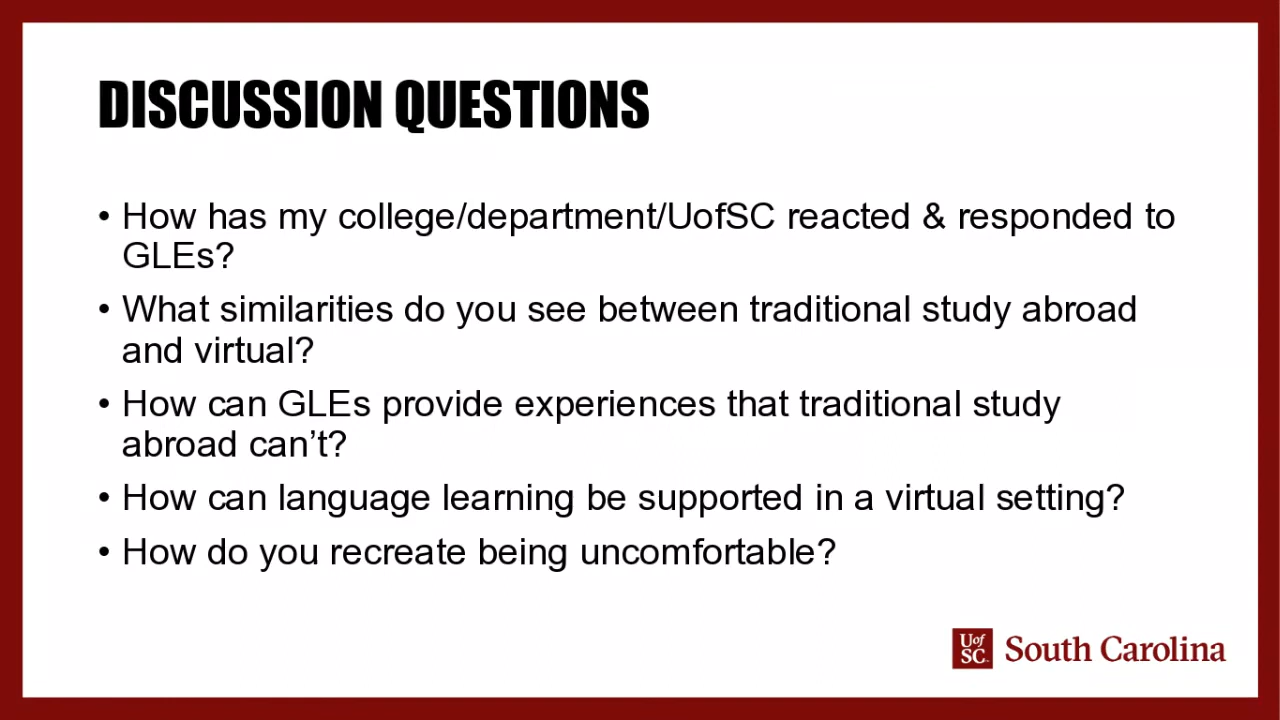 DISCUSSION QUESTIONS
• How has my college/department/UofSC reacted & responded to
GLEs?
• What similarities do you see between traditional study abroad
and virtual?
• How can GLEs provide experiences that traditional study
abroad can’t?
• How can language learning be supported in a virtual setting?
• How do you recreate being uncomfortable?
Uof
SC
South Carolina